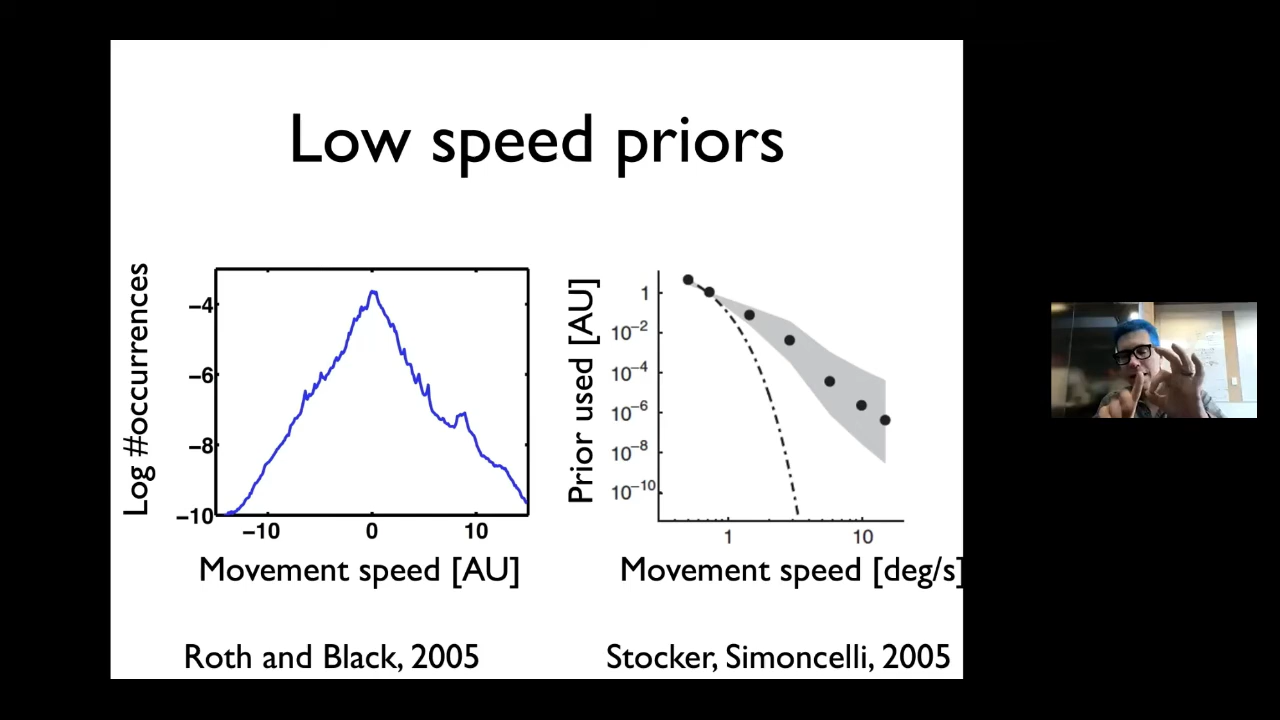 Low speed priors
Log #occurrences
−4
−6
−8
−10
−10 0 10
Movement speed [AU]
Roth and Black, 2005
Prior used [AU]
1
10⁻²
10⁻⁴
10⁻⁶
10⁻⁸
10⁻¹⁰
1 10
Movement speed [deg/s]
Stocker, Simoncelli, 2005